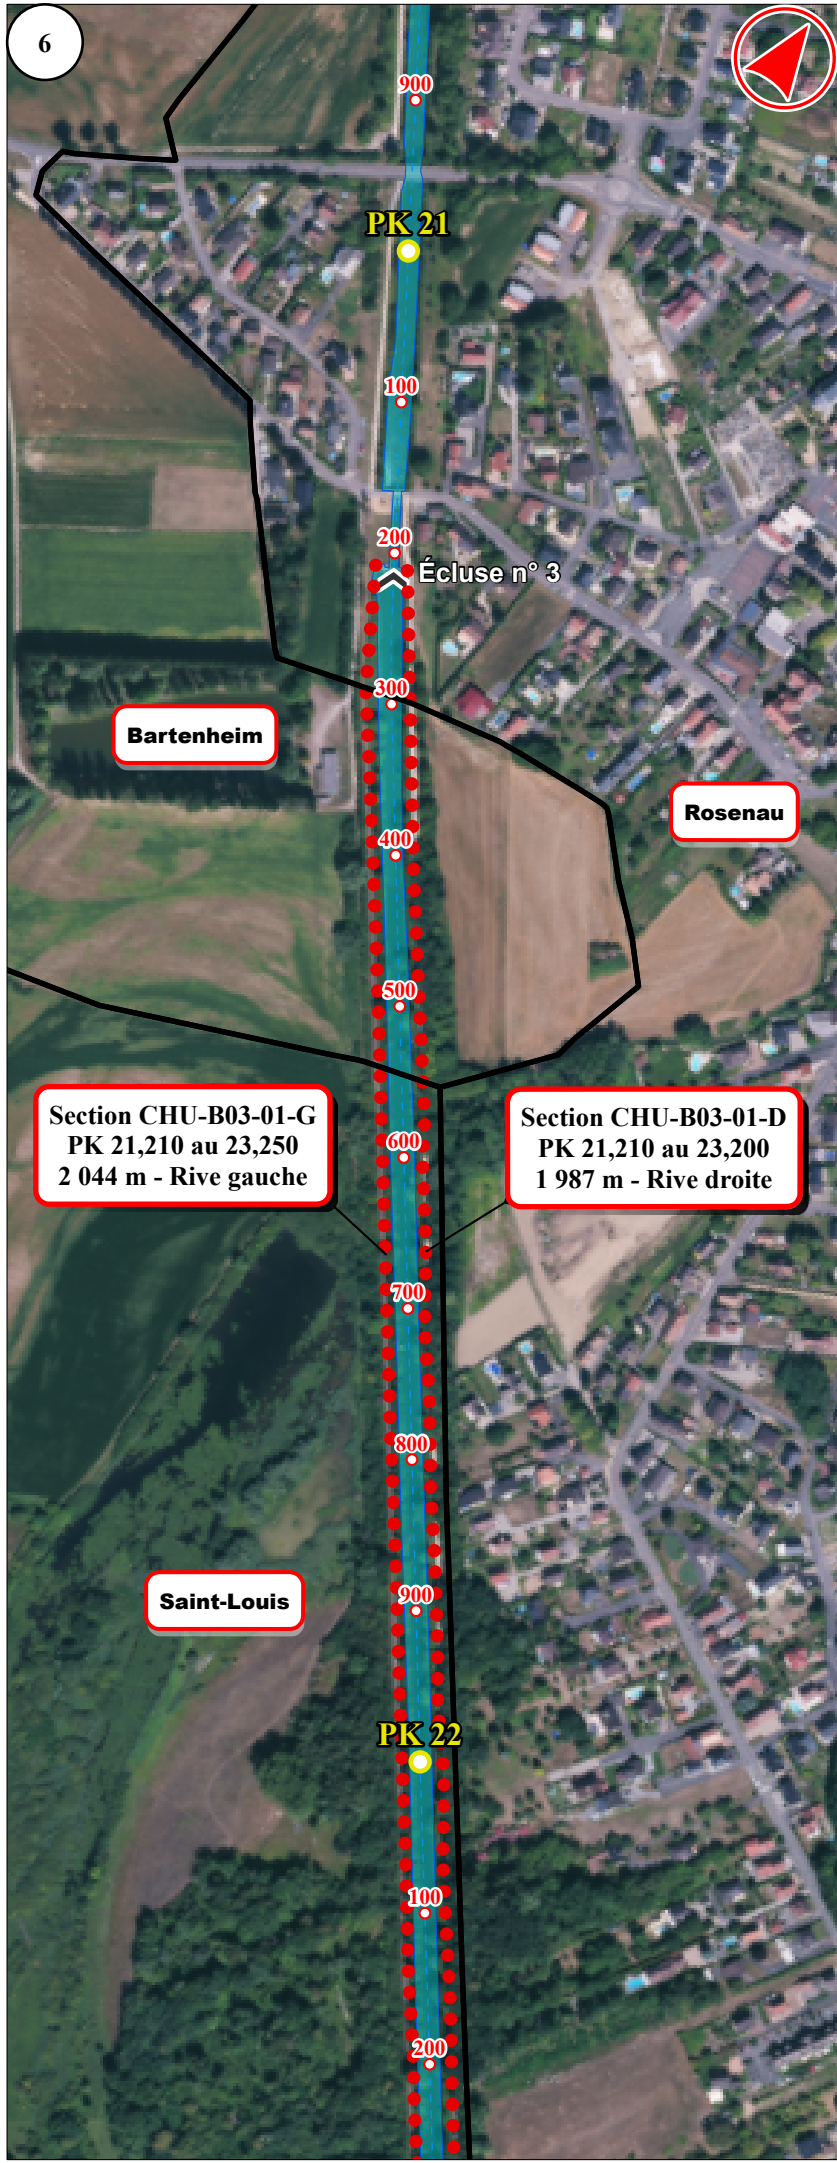 6
900
PK 21
100
200
Écluse n° 3
300
Bartenheim
Rosenau
400
500
Section CHU-B03-01-G
PK 21,210 au 23,250
2 044 m - Rive gauche
Section CHU-B03-01-D
PK 21,210 au 23,200
1 987 m - Rive droite
600
700
800
Saint-Louis
900
PK 22
100
200